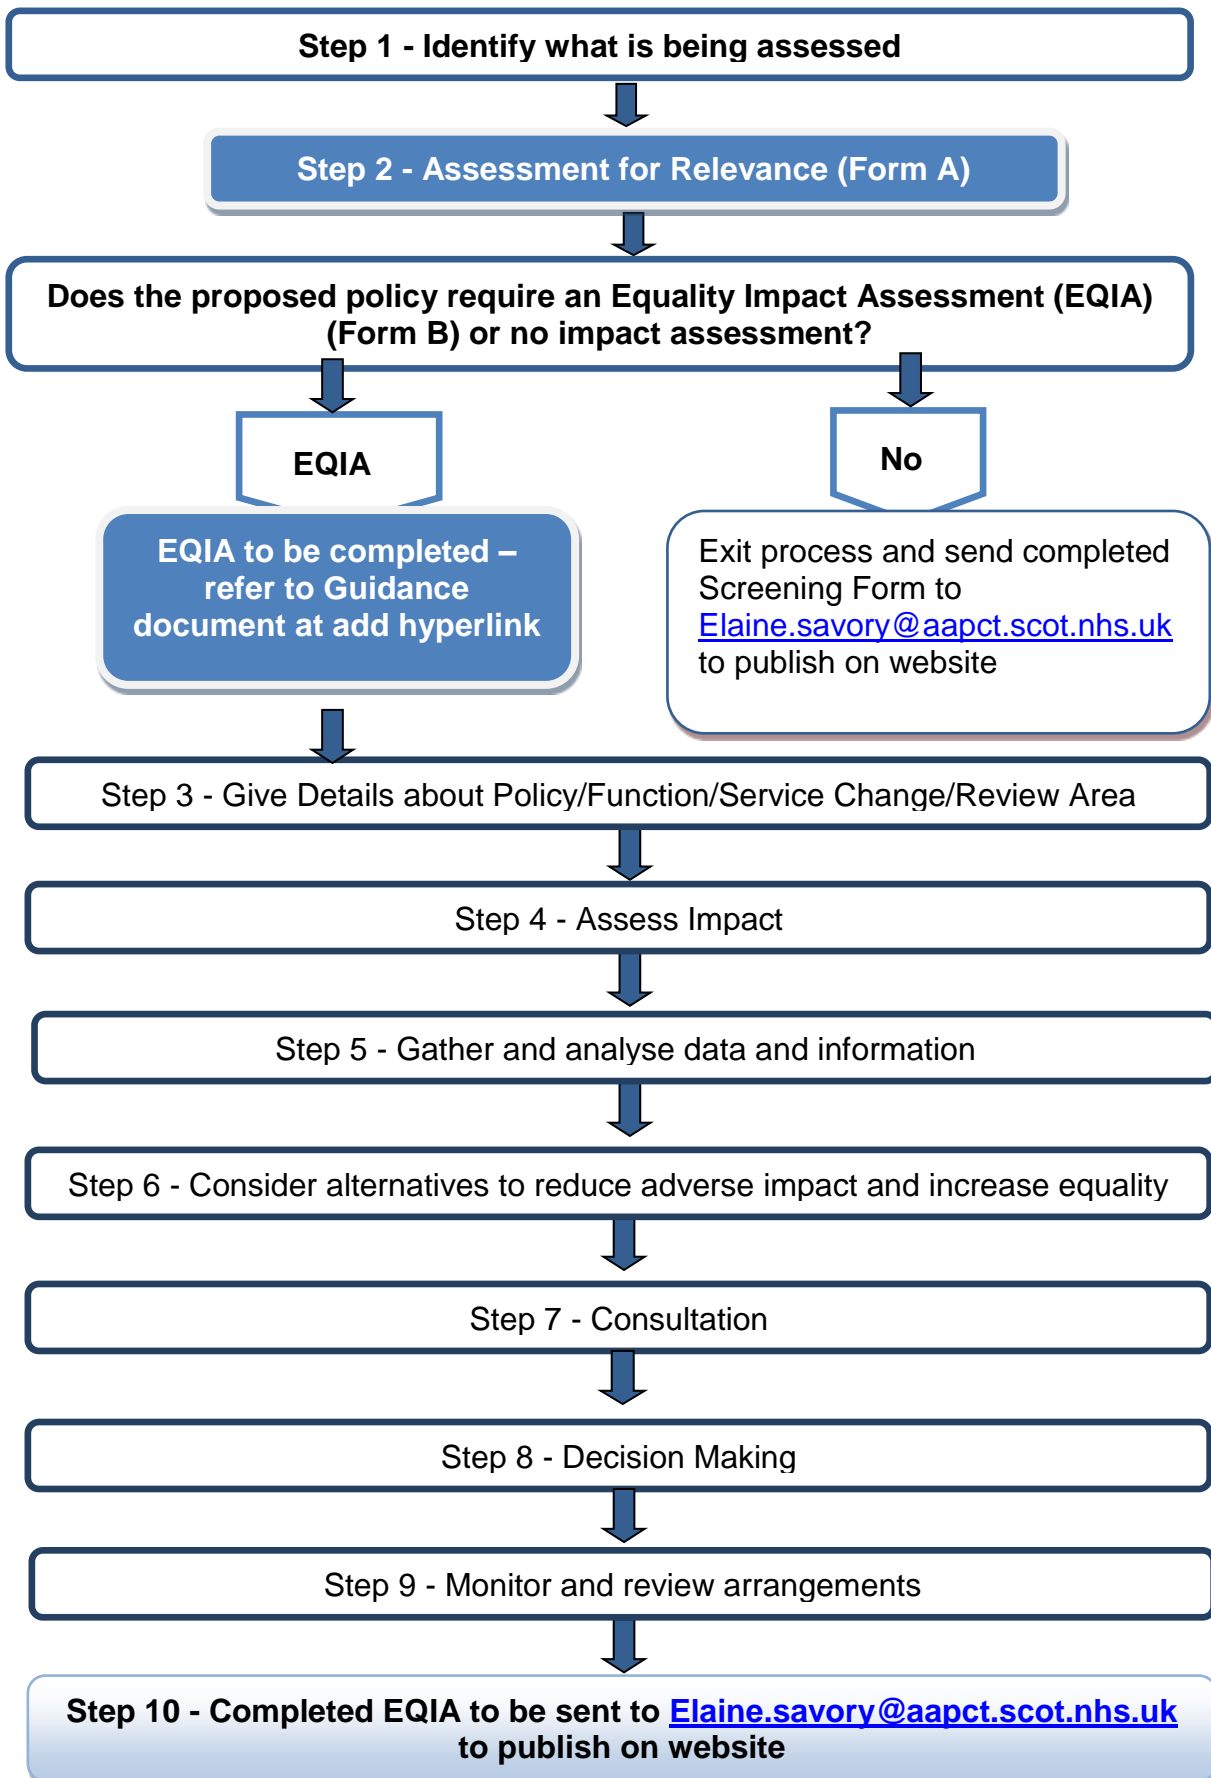 Step 1 - Identify what is being assessed
Step 2 - Assessment for Relevance (Form A)
Does the proposed policy require an Equality Impact Assessment (EQIA)
(Form B) or no impact assessment?
EQIA
No
EQIA to be completed –
refer to Guidance
document at add hyperlink
Exit process and send completed
Screening Form to
Elaine.savory@aapct.scot.nhs.uk
to publish on website
Step 3 - Give Details about Policy/Function/Service Change/Review Area
Step 4 - Assess Impact
Step 5 - Gather and analyse data and information
Step 6 - Consider alternatives to reduce adverse impact and increase equality
Step 7 - Consultation
Step 8 - Decision Making
Step 9 - Monitor and review arrangements
Step 10 - Completed EQIA to be sent to Elaine.savory@aapct.scot.nhs.uk
to publish on website